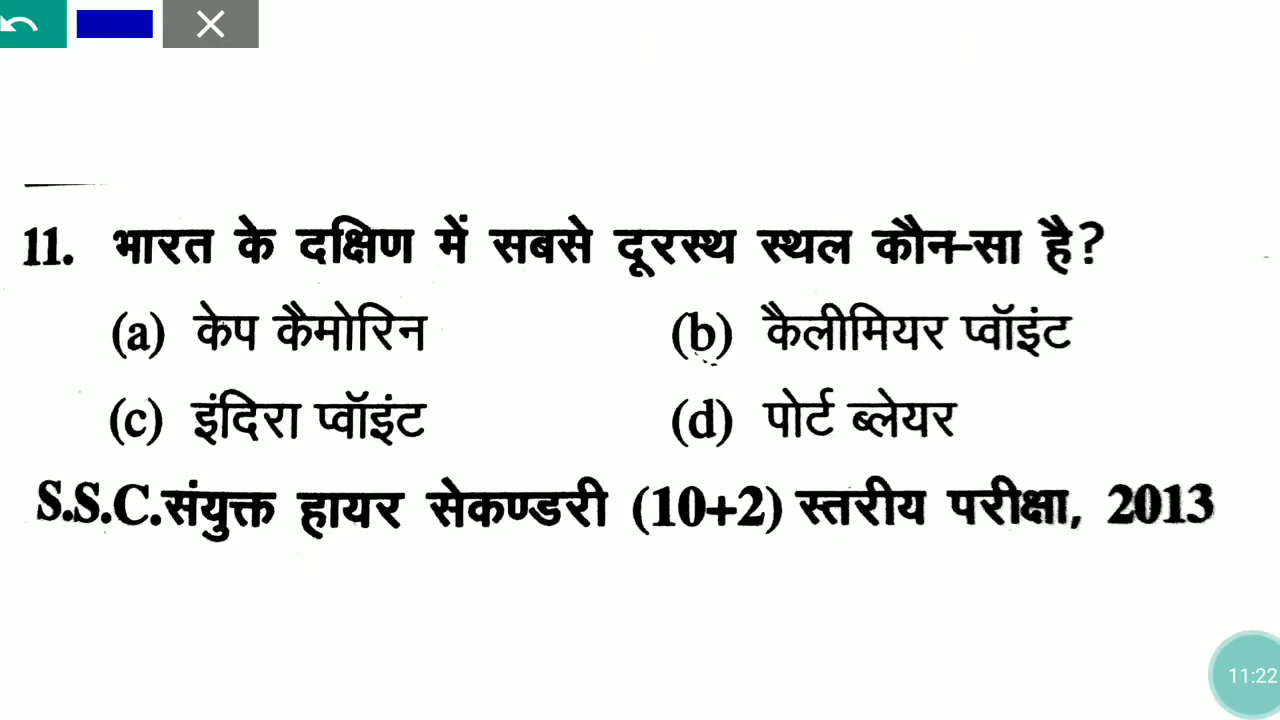 11. भारत के दक्षिण में सबसे दूरस्थ स्थल कौन-सा है?
(a) केप कैमोरिन (b) कैलीमियर प्वॉइंट
(c) इंदिरा प्वॉइंट (d) पोर्ट ब्लेयर
S.S.C.संयुक्त हायर सेकण्डरी (10+2) स्तरीय परीक्षा, 2013
11:22